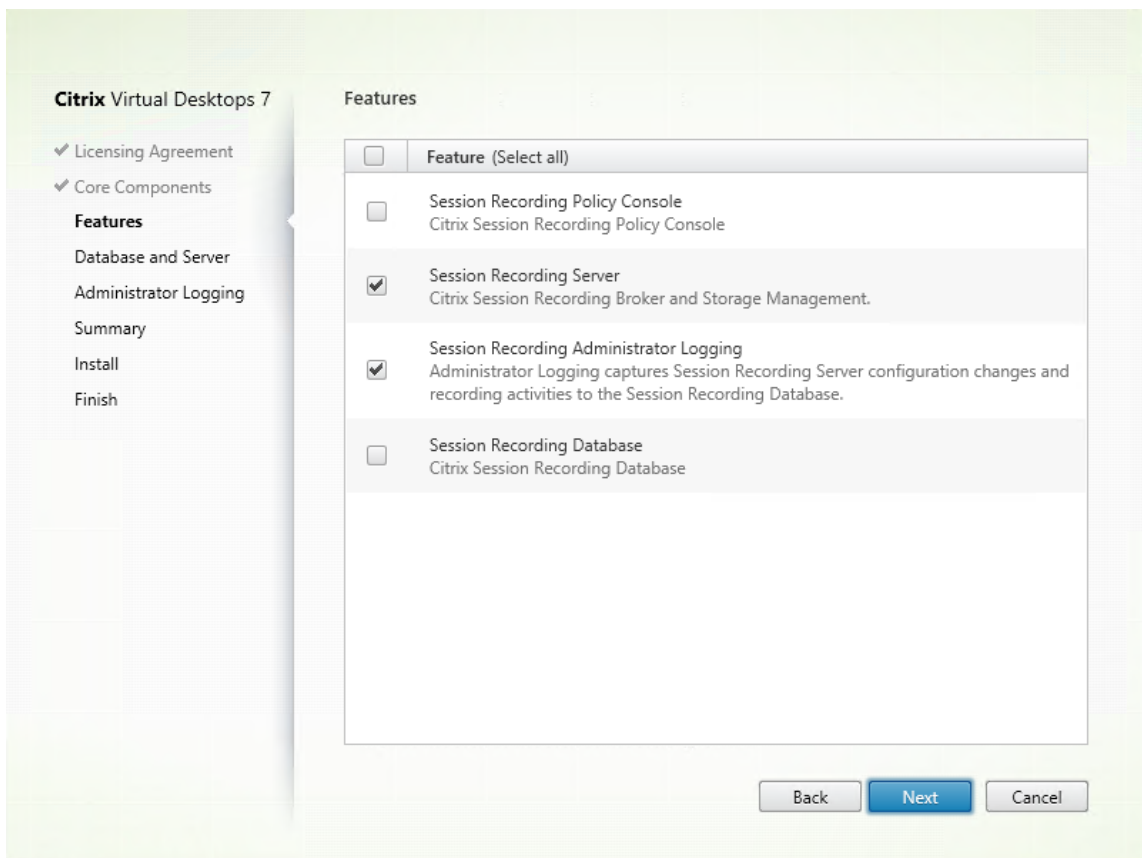 Citrix Virtual Desktops 7
Licensing Agreement
Core Components
Features
Database and Server
Administrator Logging
Summary
Install
Finish
Features
Feature (Select all)
Session Recording Policy Console
Citrix Session Recording Policy Console
Session Recording Server
Citrix Session Recording Broker and Storage Management.
Session Recording Administrator Logging
Administrator Logging captures Session Recording Server configuration changes and
recording activities to the Session Recording Database.
Session Recording Database
Citrix Session Recording Database
Back
Next
Cancel